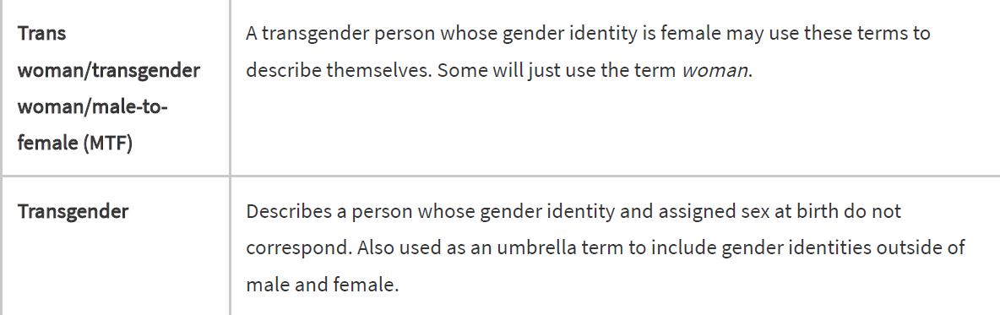 Trans
woman/transgender
woman/male-to-
female (MTF)
A transgender person whose gender identity is female may use these terms to
describe themselves. Some will just use the term woman.
Transgender
Describes a person whose gender identity and assigned sex at birth do not
correspond. Also used as an umbrella term to include gender identities outside of
male and female.